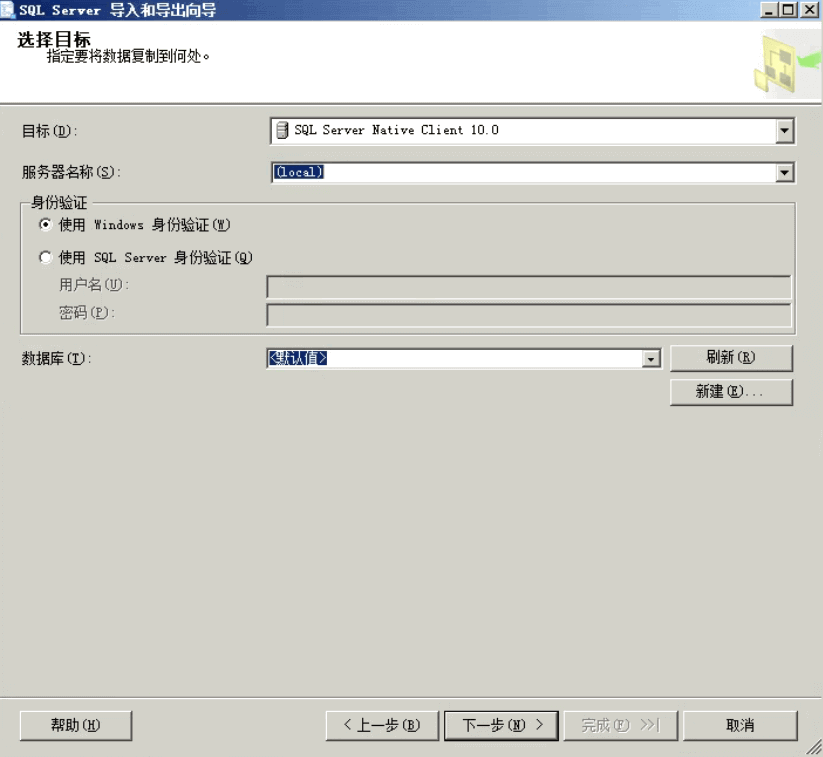 SQL Server 导入和导出向导
选择目标
指定要将数据复制到何处。
目标(D):
SQL Server Native Client 10.0
服务器名称(S):
(local)
身份验证
使用 Windows 身份验证(W)
使用 SQL Server 身份验证(Q)
用户名(U):
密码(P):
数据库(T):
<默认值>
刷新(R)
新建(E)...
帮助(H)
< 上一步(B)
下一步(N) >
完成(F) >>|
取消